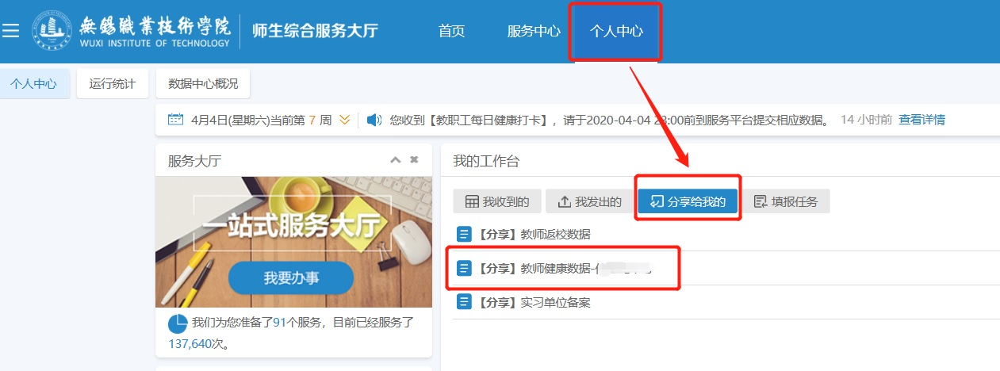 無錫職業技術學院
WUXI INSTITUTE OF TECHNOLOGY
师生综合服务大厅
首页
服务中心
个人中心
个人中心
运行统计
数据中心概况
4月4日(星期六)当前第 7 周
您收到【教职工每日健康打卡】，请于2020-04-04 23:00前到服务平台提交相应数据。 14 小时前 查看详情
服务大厅
一站式服务大厅
我要办事
我们为您准备了91个服务，目前已经服务了
137,640次。
我的工作台
我收到的
我发出的
分享给我的
填报任务
【分享】教师返校数据
【分享】教师健康数据-
【分享】实习单位备案